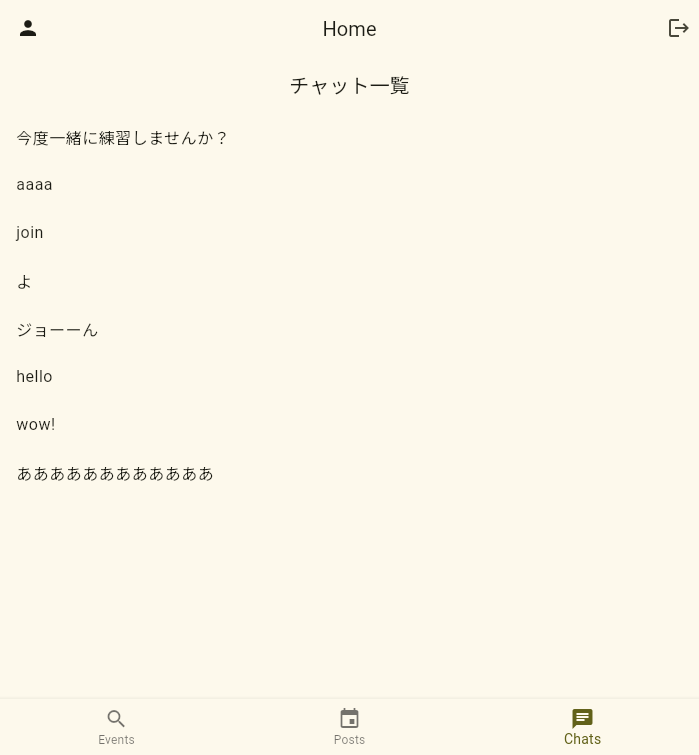 Home
チャット一覧
今度一緒に練習しませんか？
aaaa
join
よ
ジョーーん
hello
wow!
ああああああああああああ
Events
Posts
Chats